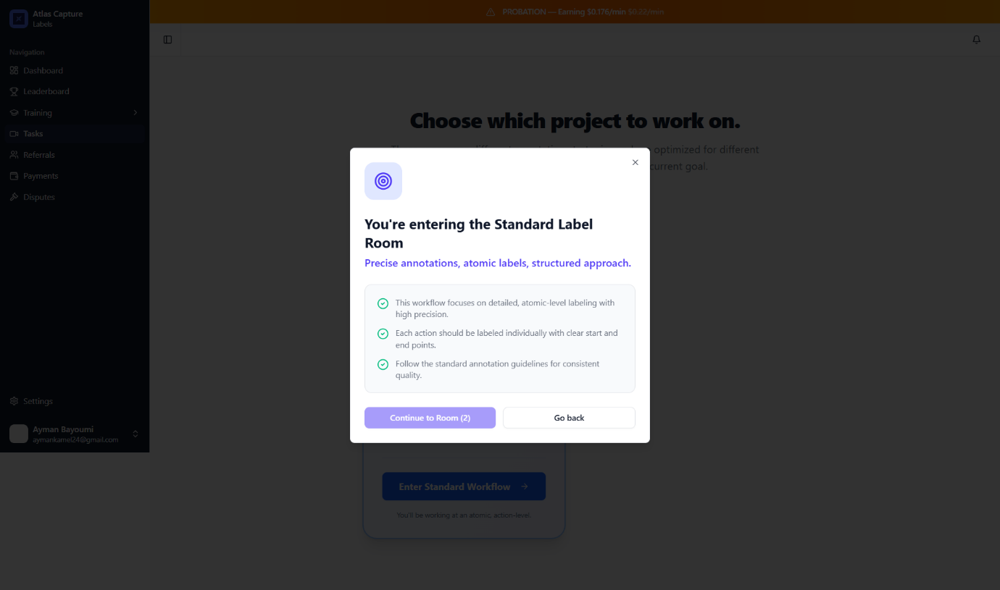 Atlas Capture
Labels
PROBATION — Earning $0.176/min $0.22/min
Navigation
Dashboard
Leaderboard
Training
Tasks
Referrals
Payments
Disputes
Choose which project to work on.
optimized for different
current goal.
You're entering the Standard Label
Room
Precise annotations, atomic labels, structured approach.
This workflow focuses on detailed, atomic-level labeling with
high precision.
Each action should be labeled individually with clear start and
end points.
Follow the standard annotation guidelines for consistent
quality.
Continue to Room (2)
Go back
Enter Standard Workflow
You'll be working at an atomic, action-level.
Settings
Ayman Bayoumi
aymankamel24@gmail.com